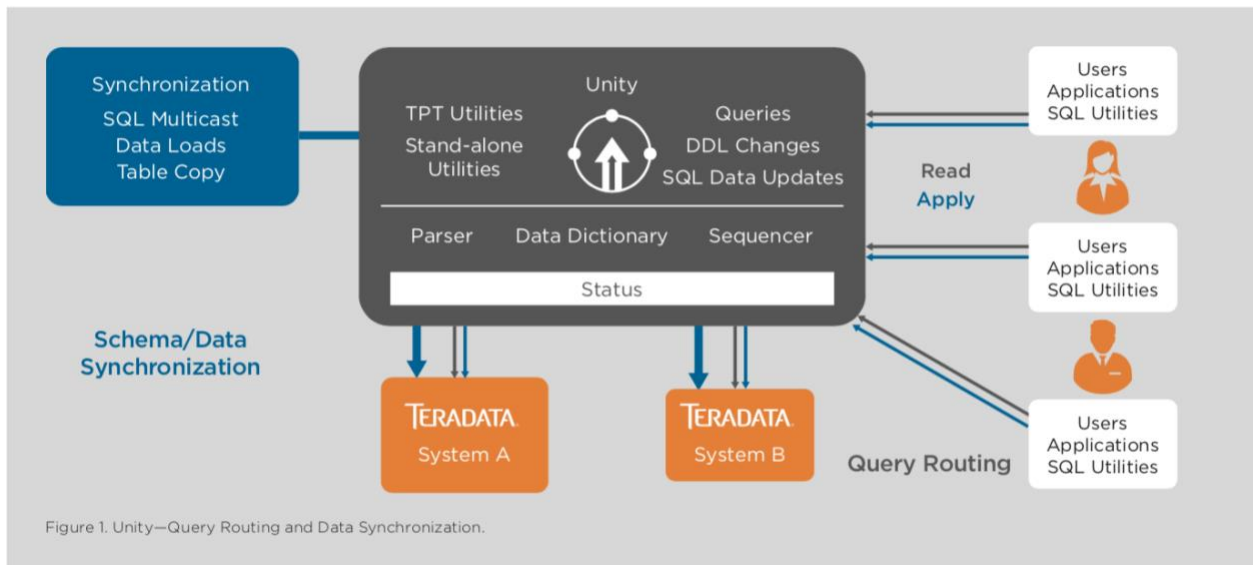 Synchronization
SQL Multicast
Data Loads
Table Copy
Unity
TPT Utilities
Stand-alone
Utilities
Queries
DDL Changes
SQL Data Updates
Parser Data Dictionary Sequencer
Status
Users
Applications
SQL Utilities
Read
Apply
Users
Applications
SQL Utilities
Schema/Data
Synchronization
TERADATA
System A
TERADATA
System B
Query Routing
Users
Applications
SQL Utilities
Figure 1. Unity—Query Routing and Data Synchronization.